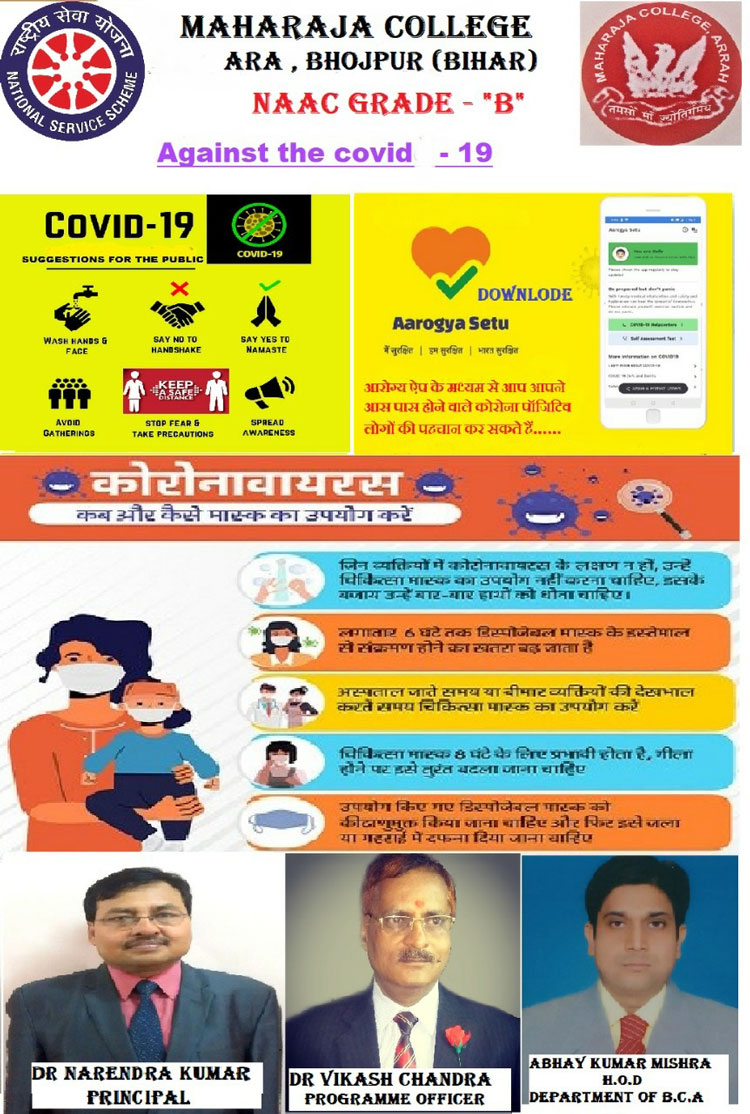 राष्ट्रीय सेवा योजना
NATIONAL SERVICE SCHEME
MAHARAJA COLLEGE
ARA , BHOJPUR (BIHAR)
NAAC GRADE - "B"
Against the covid - 19
MAHARAJA COLLEGE, ARRAH
तमसो माँ ज्योतिर्गमय
COVID-19
SUGGESTIONS FOR THE PUBLIC
COVID-19
WASH HANDS &
FACE
SAY NO TO
HANDSHAKE
SAY YES TO
NAMASTE
KEEP
A SAFE
DISTANCE
AVOID
GATHERINGS
STOP FEAR &
TAKE PRECAUTIONS
SPREAD
AWARENESS
DOWNLODE
Aarogya Setu
मैं सुरक्षित | हम सुरक्षित | भारत सुरक्षित
आरोग्य ऐप के मध्यम से आप आपने
आस पास होने वाले कोरोना पॉजिटिव
लोगों की पहचान कर सकते हैं......
Aarogya Setu
You are Safe
COVID-19 Helpcenters
Self Assessment Test
More information on COVID19
कोरोनावायरस
कब और कैसे मास्क का उपयोग करें
जिन व्यक्तियों में कोरोनावायरस के लक्षण न हों, उन्हें
चिकित्सा मास्क का उपयोग नहीं करना चाहिए, इसके
बजाय उन्हें बार-बार हाथों को धोना चाहिए।
लगातार 6 घंटे तक डिस्पोजेबल मास्क के इस्तेमाल
से संक्रमण होने का खतरा बढ़ जाता है
अस्पताल जाते समय या बीमार व्यक्तियों की देखभाल
करते समय चिकित्सा मास्क का उपयोग करें
चिकित्सा मास्क 8 घंटे के लिए प्रभावी होता है, गीला
होने पर इसे तुरंत बदला जाना चाहिए
उपयोग किए गए डिस्पोजेबल मास्क को
कीटाणुमुक्त किया जाना चाहिए और फिर इसे जला
या गहराई में दफना दिया जाना चाहिए
DR NARENDRA KUMAR
PRINCIPAL
DR VIKASH CHANDRA
PROGRAMME OFFICER
ABHAY KUMAR MISHRA
H.O.D
DEPARTMENT OF B.C.A